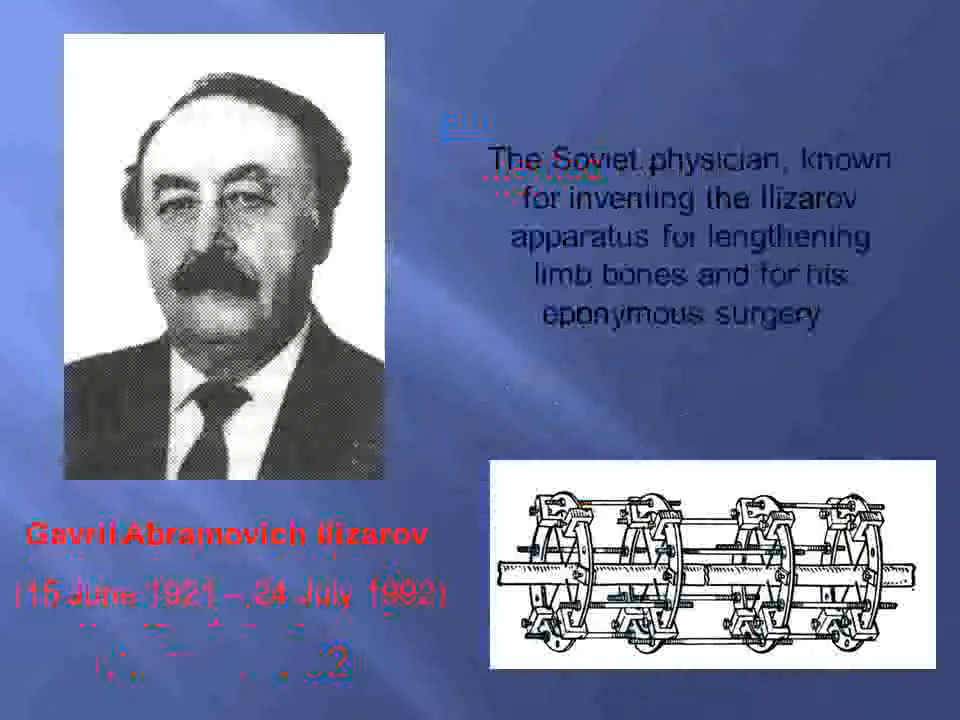 The Soviet physician, known
for inventing the Ilizarov
apparatus for lengthening
limb bones and for his
eponymous surgery
Gavril Abramovich Ilizarov
(15 June 1921 – 24 July 1992)